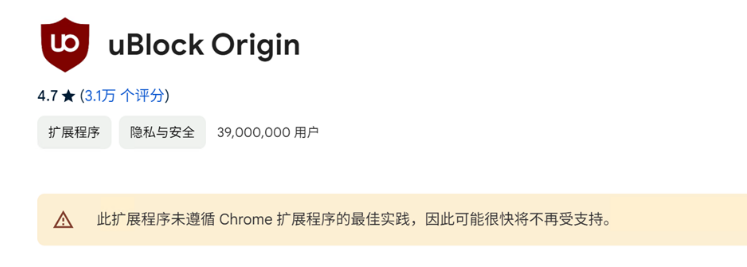 uo
uBlock Origin
4.7 ★ (3.1万 个评分)
扩展程序 隐私与安全 39,000,000 用户
此扩展程序未遵循 Chrome 扩展程序的最佳实践，因此可能很快将不再受支持。